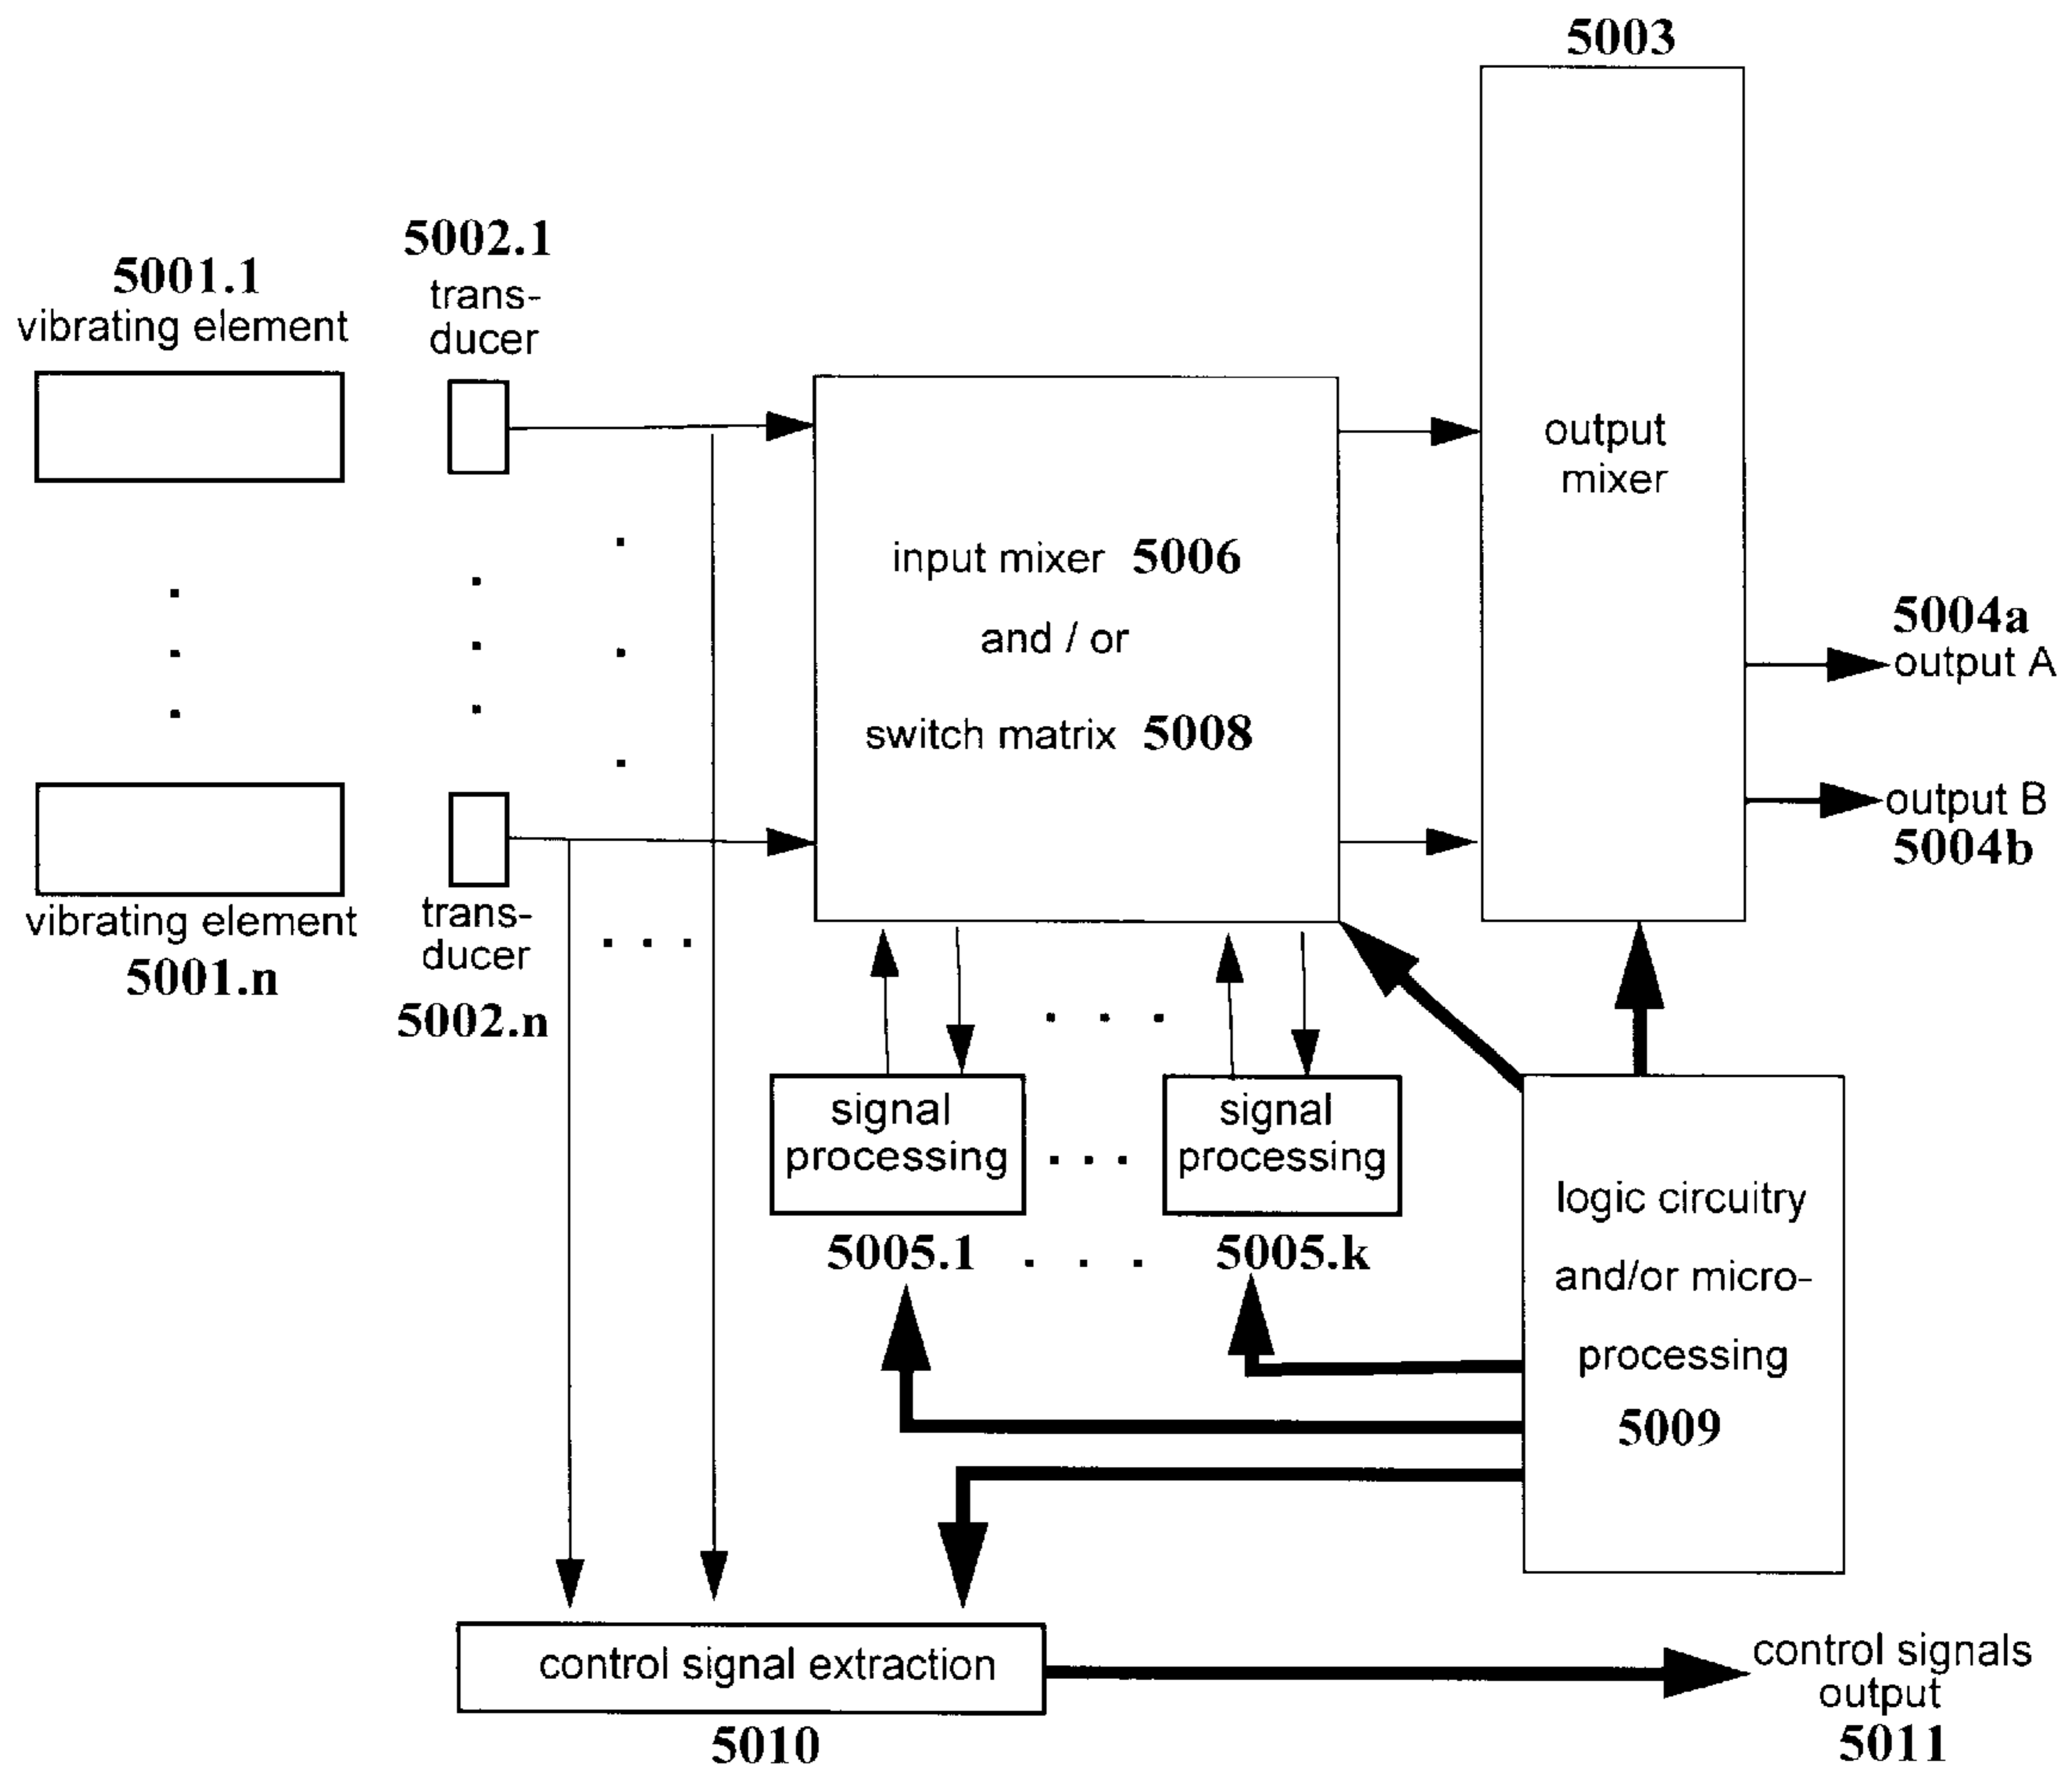 5003
5002.1
trans-
ducer
5001.1
vibrating element
output
mixer
input mixer 5006
and / or
switch matrix 5008
5004a
output A
output B
5004b
vibrating element
5001.n
trans-
ducer
5002.n
signal
processing
signal
processing
5005.1 . . . 5005.k
logic circuitry
and/or micro-
processing
5009
control signal extraction
5010
control signals
output
5011